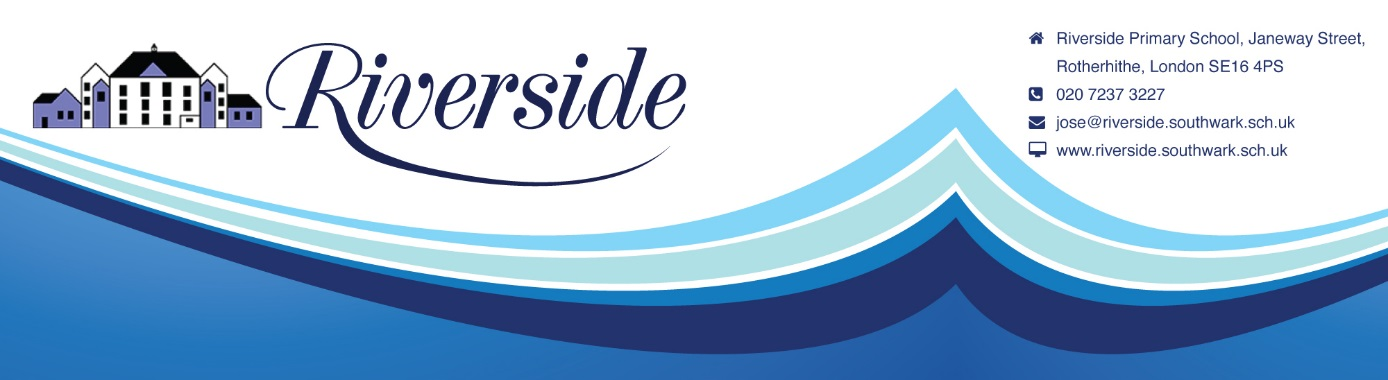 Riverside
Riverside Primary School, Janeway Street,
Rotherhithe, London SE16 4PS
020 7237 3227
jose@riverside.southwark.sch.uk
www.riverside.southwark.sch.uk